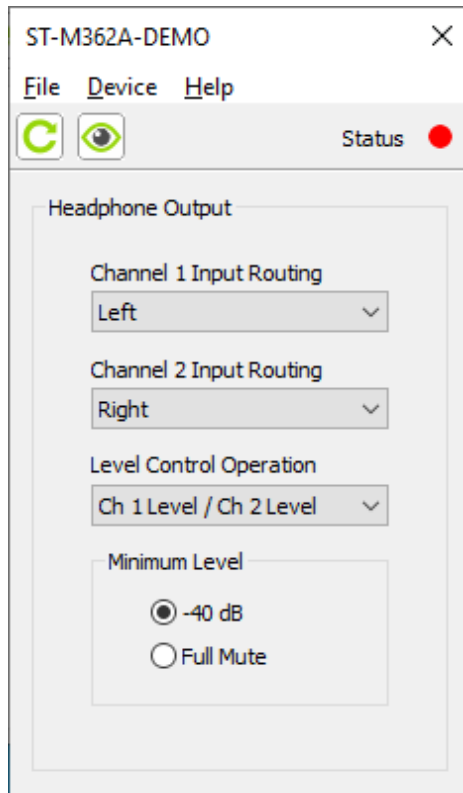 ST-M362A-DEMO
File Device Help
Status
Headphone Output
Channel 1 Input Routing
Left
Channel 2 Input Routing
Right
Level Control Operation
Ch 1 Level / Ch 2 Level
Minimum Level
-40 dB
Full Mute